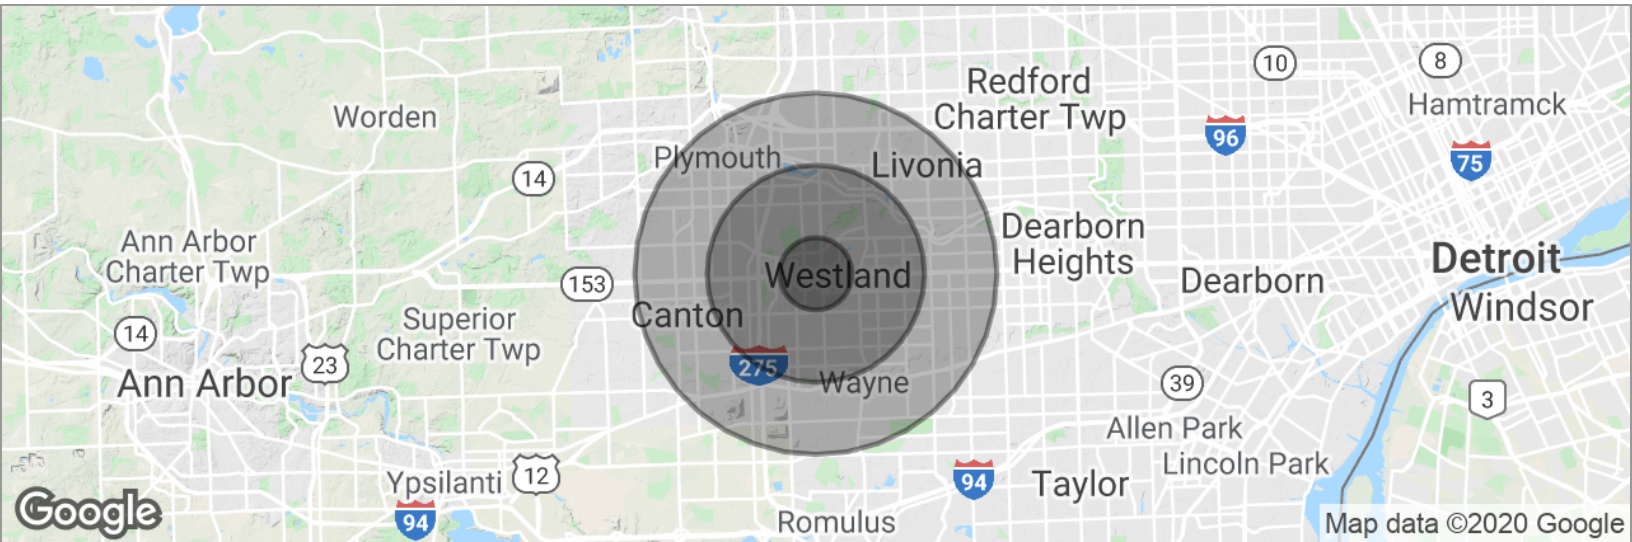 Redford
Charter Twp
10
8
Hamtramck
Worden
96
75
Plymouth
Livonia
14
Ann Arbor
Charter Twp
Dearborn
Heights
Detroit
153
Westland
Dearborn
Windsor
14
Superior
Charter Twp
Canton
23
275
Ann Arbor
Wayne
39
3
Allen Park
Lincoln Park
Ypsilanti
12
94
Taylor
Google
94
Romulus
Map data ©2020 Google